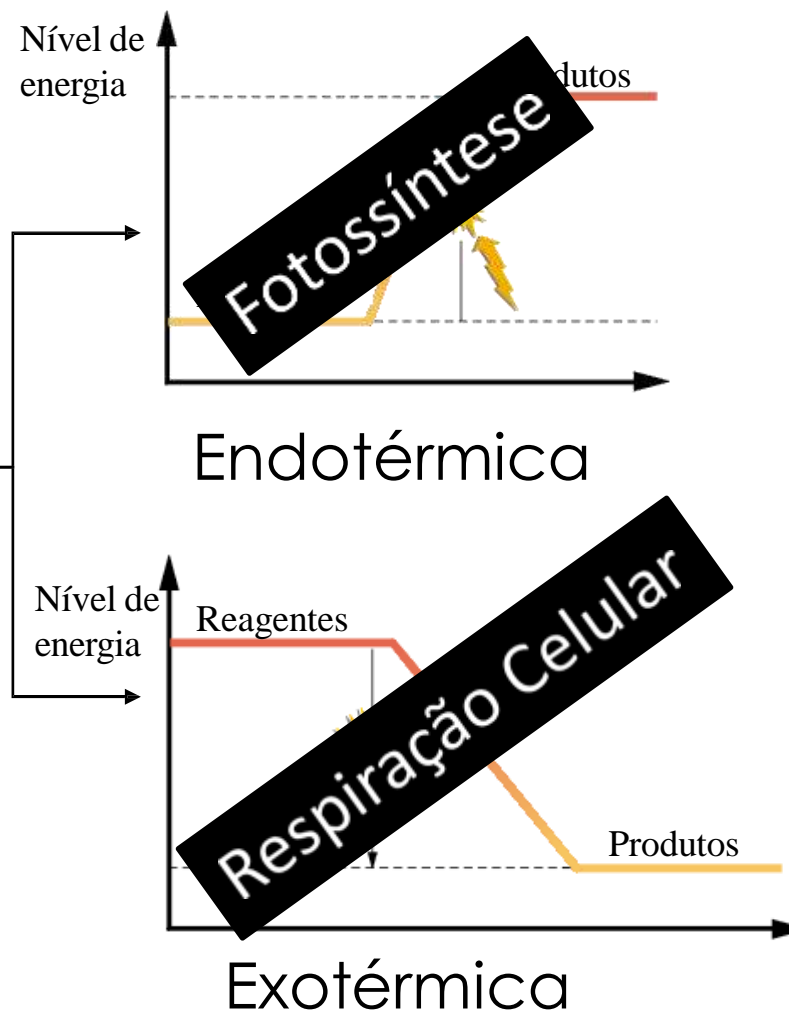 Nível de
energia
dutos
Fotossíntese
Endotérmica
Nível de
energia
Reagentes
Respiração Celular
Produtos
Exotérmica